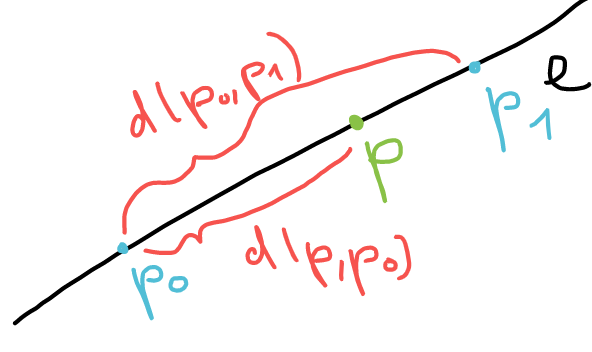 d(p₀,p₁)
l
p₁
p
d(p,p₀)
p₀